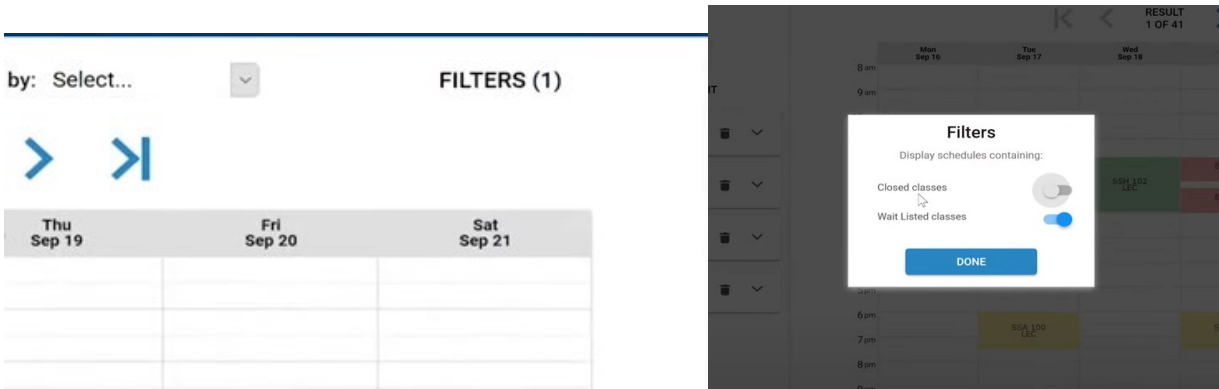 by: Select...
FILTERS (1)
Thu
Sep 19
Fri
Sep 20
Sat
Sep 21
RESULT
1 OF 41
Mon
Sep 16
Tue
Sep 17
Wed
Sep 18
8 am
9 am
Filters
Display schedules containing:
Closed classes
Wait Listed classes
DONE
SSH 102
LEC
5 pm
6 pm
SSA 100
LEC
7 pm
8 pm